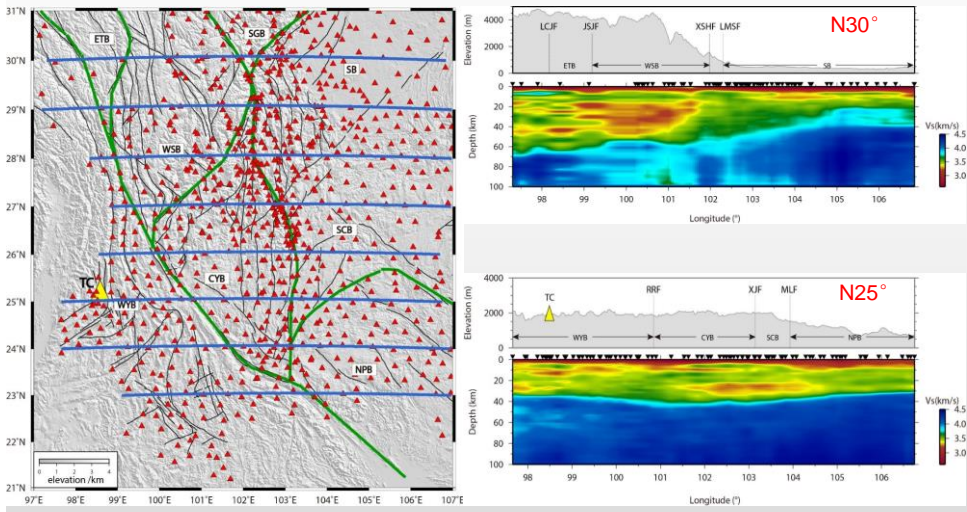 31°N
30°N
29°N
28°N
27°N
26°N
25°N
24°N
23°N
22°N
21°N
97°E
98°E
99°E
100°E
101°E
102°E
103°E
104°E
105°E
106°E
107°E
ETB
SGB
SB
WSB
SCB
TC
CYB
WYB
NPB
0 1 2 3 4
elevation /km
N30°
Elevation (m)
4000
2000
0
LCJF JSJF XSHF LMSF
ETB WSB SB
Depth (km)
0
20
40
60
80
100
98 99 100 101 102 103 104 105 106
Longitude (°)
Vs(km/s)
4.5
4.0
3.5
3.0
N25°
Elevation (m)
4000
2000
0
TC RRF XJF MLF
WYB CYB SCB NPB
Depth (km)
0
25
50
75
100
98 99 100 101 102 103 104 105 106
Longitude (°)
Vs(km/s)
4.5
4.0
3.5
3.0